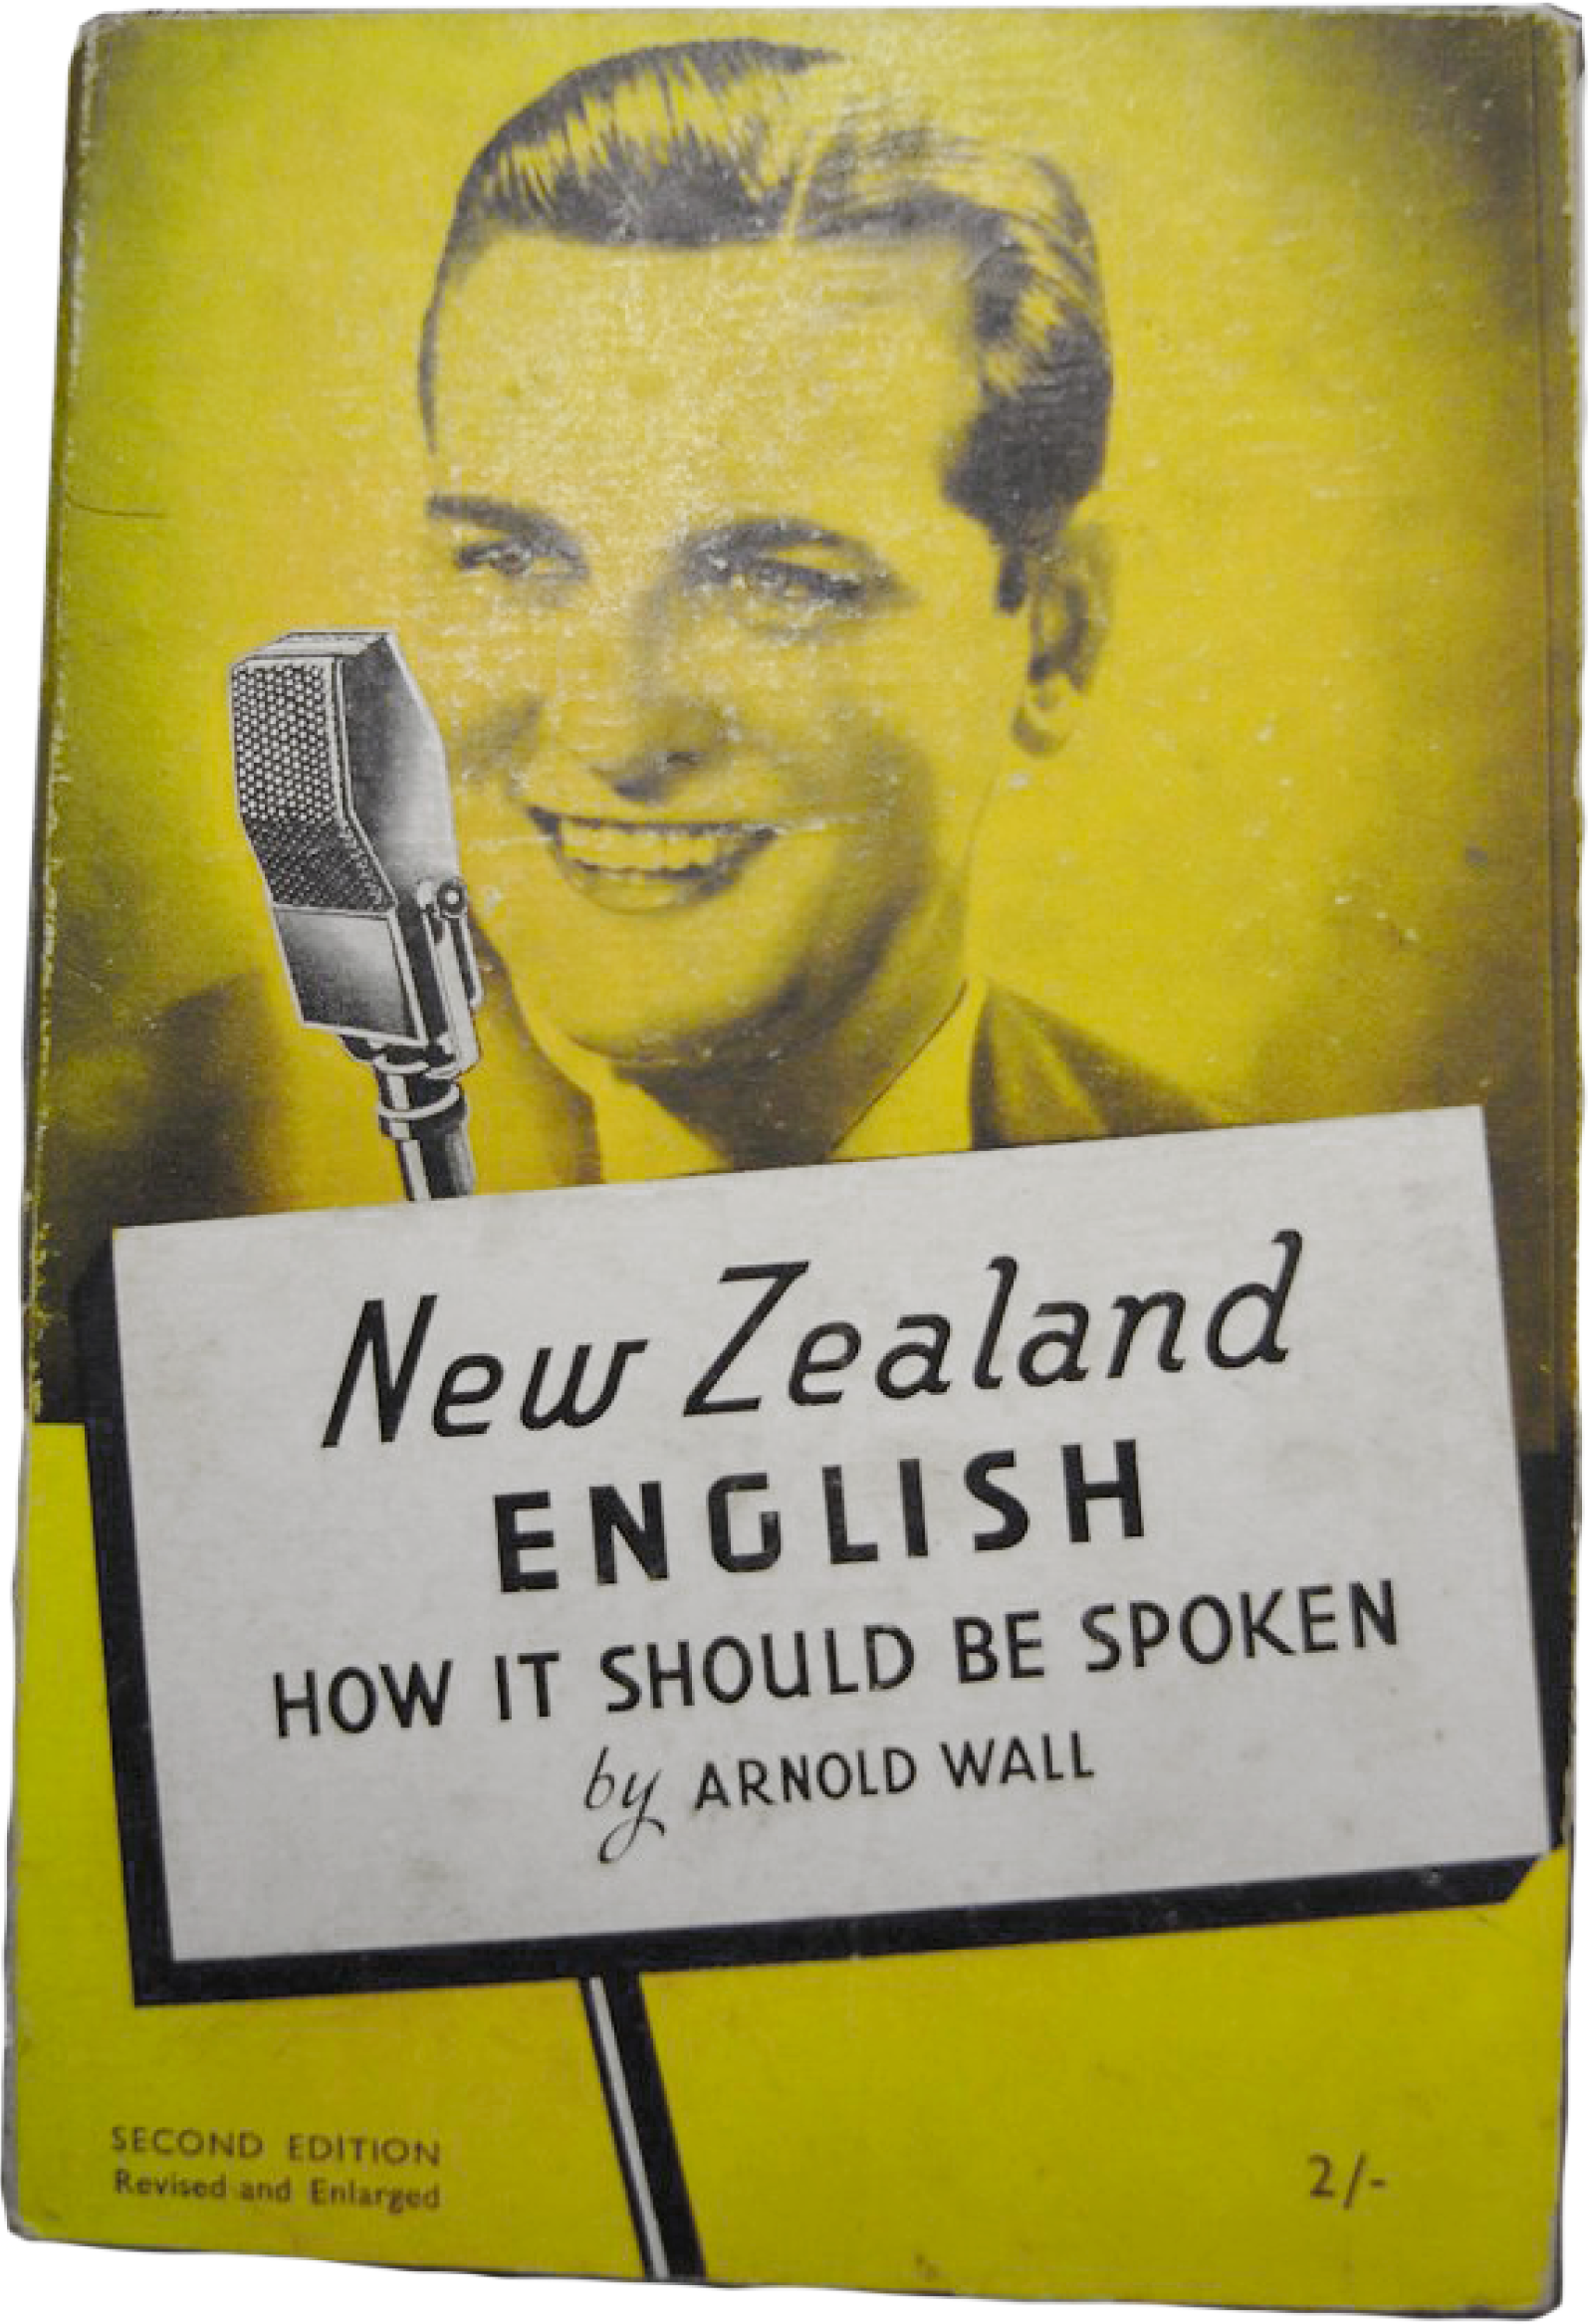 New Zealand
ENGLISH
HOW IT SHOULD BE SPOKEN
by ARNOLD WALL
SECOND EDITION
Revised and Enlarged
2/-